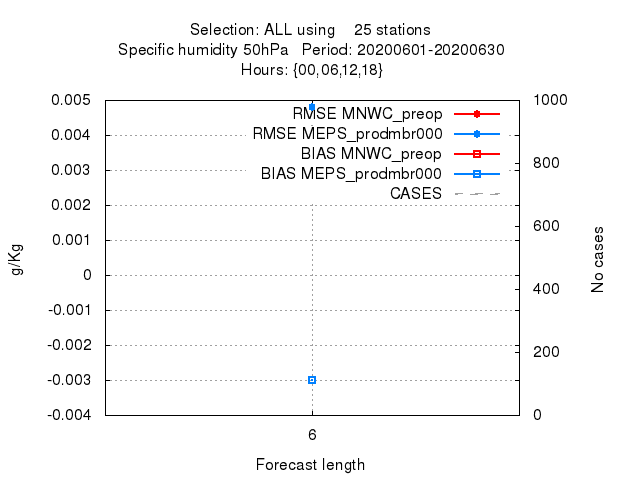 Selection: ALL using    25 stations
Specific humidity 50hPa   Period: 20200601-20200630
Hours: {00,06,12,18}
0.005
0.004
0.003
0.002
0.001
0
-0.001
-0.002
-0.003
-0.004
g/Kg
RMSE MNWC_preop
RMSE MEPS_prodmbr000
BIAS MNWC_preop
BIAS MEPS_prodmbr000
CASES
1000
800
600
400
200
0
No cases
6
Forecast length